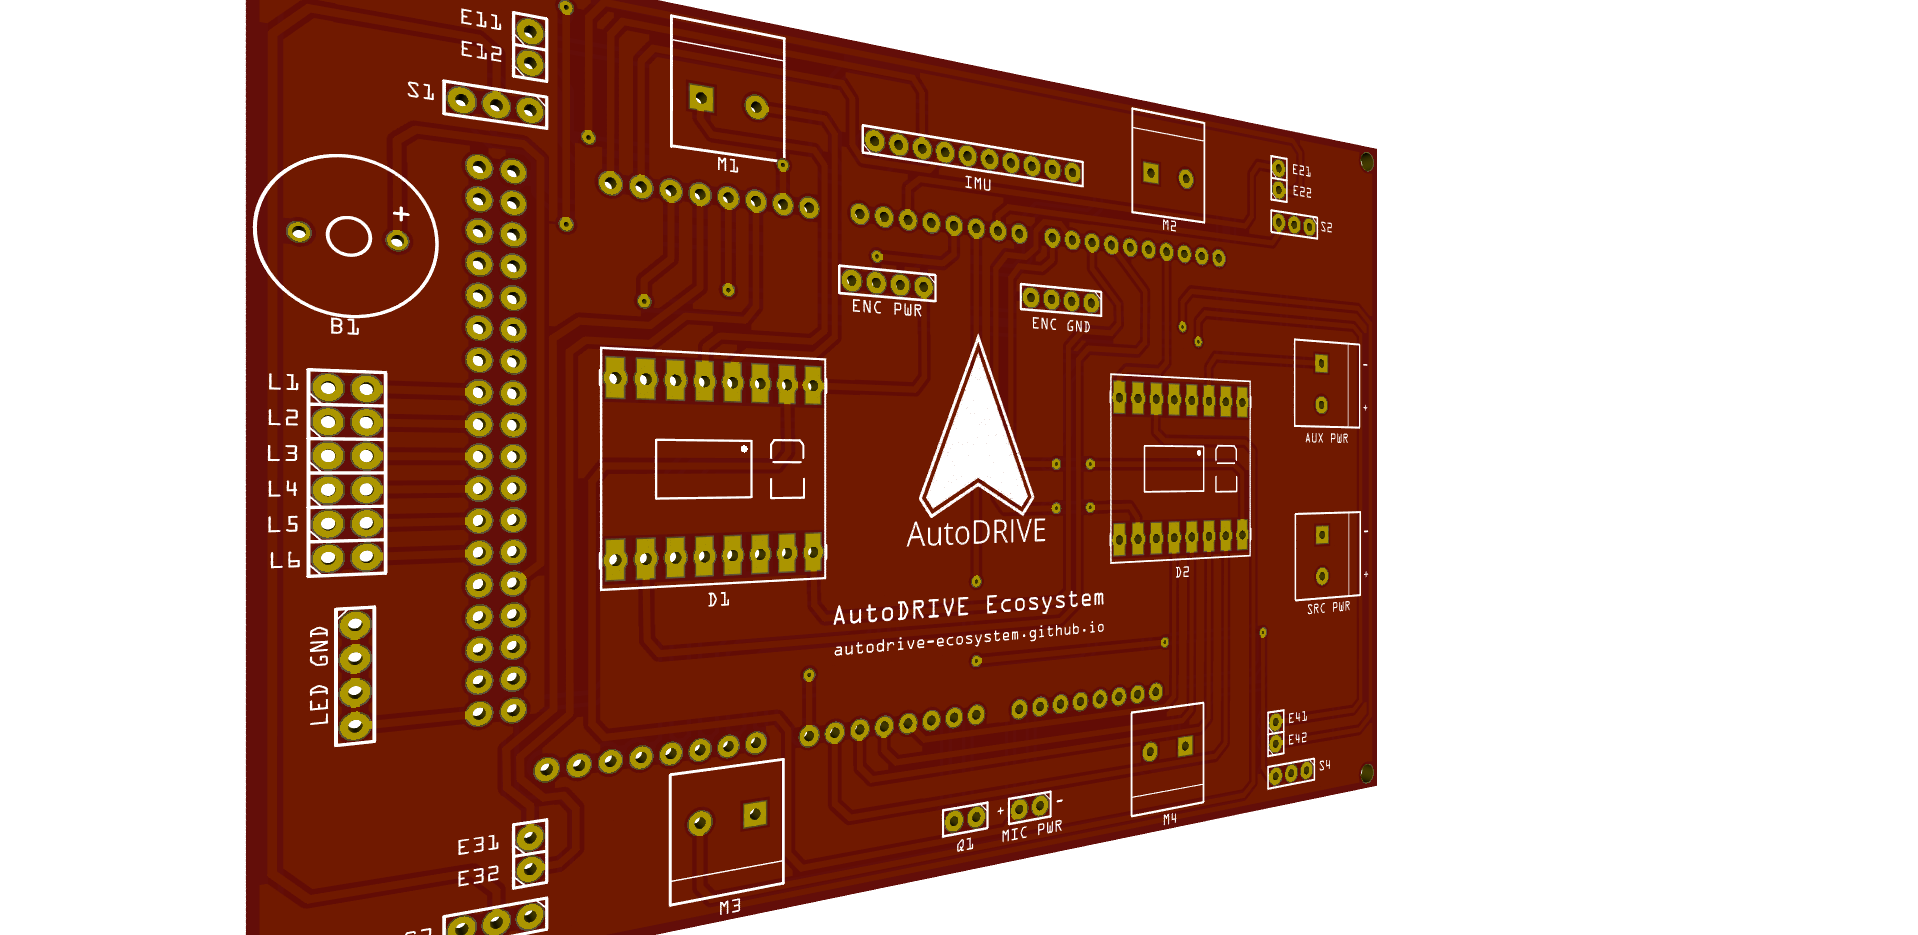 E11
E12
S1
M1
IMU
M2
E21
E22
S2
+
B1
ENC PWR
ENC GND
L1
L2
L3
L4
L5
L6
-
+
AUX PWR
AutoDRIVE
D1
D2
-
+
SRC PWR
AutoDRIVE Ecosystem
autodrive-ecosystem.github.io
LED GND
E41
E42
S4
M4
+
-
Q1
MIC PWR
E31
E32
M3